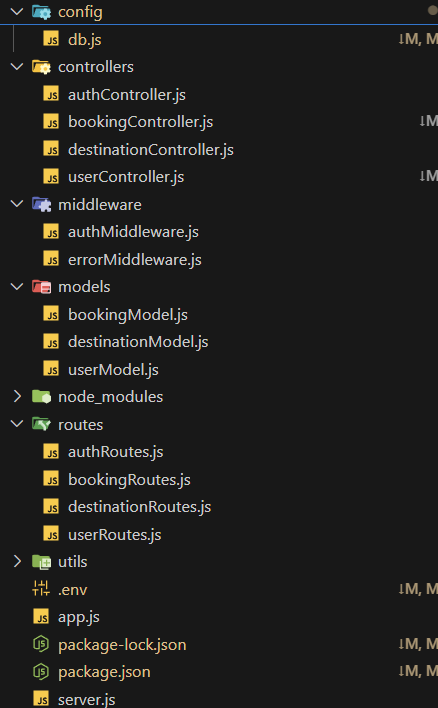 config
JS db.js ↓M, M
controllers
JS authController.js
JS bookingController.js ↓M
JS destinationController.js
JS userController.js ↓M
middleware
JS authMiddleware.js
JS errorMiddleware.js
models
JS bookingModel.js
JS destinationModel.js
JS userModel.js
node_modules
routes
JS authRoutes.js
JS bookingRoutes.js
JS destinationRoutes.js
JS userRoutes.js
utils
.env ↓M, M
JS app.js
JS package-lock.json ↓M, M
JS package.json ↓M, M
JS server.js